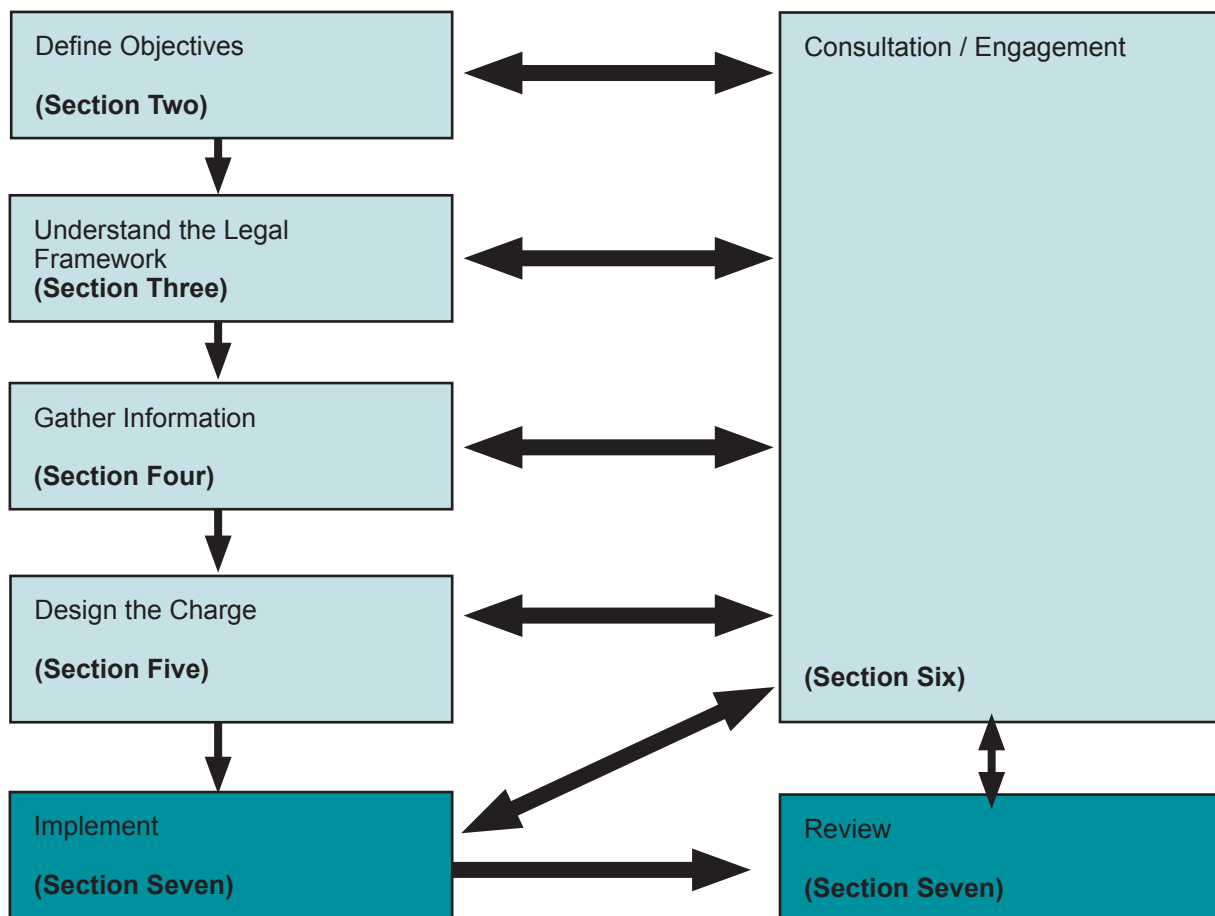 Define Objectives
(Section Two)
Consultation / Engagement
Understand the Legal
Framework
(Section Three)
Gather Information
(Section Four)
Design the Charge
(Section Five)
(Section Six)
Implement
(Section Seven)
Review
(Section Seven)